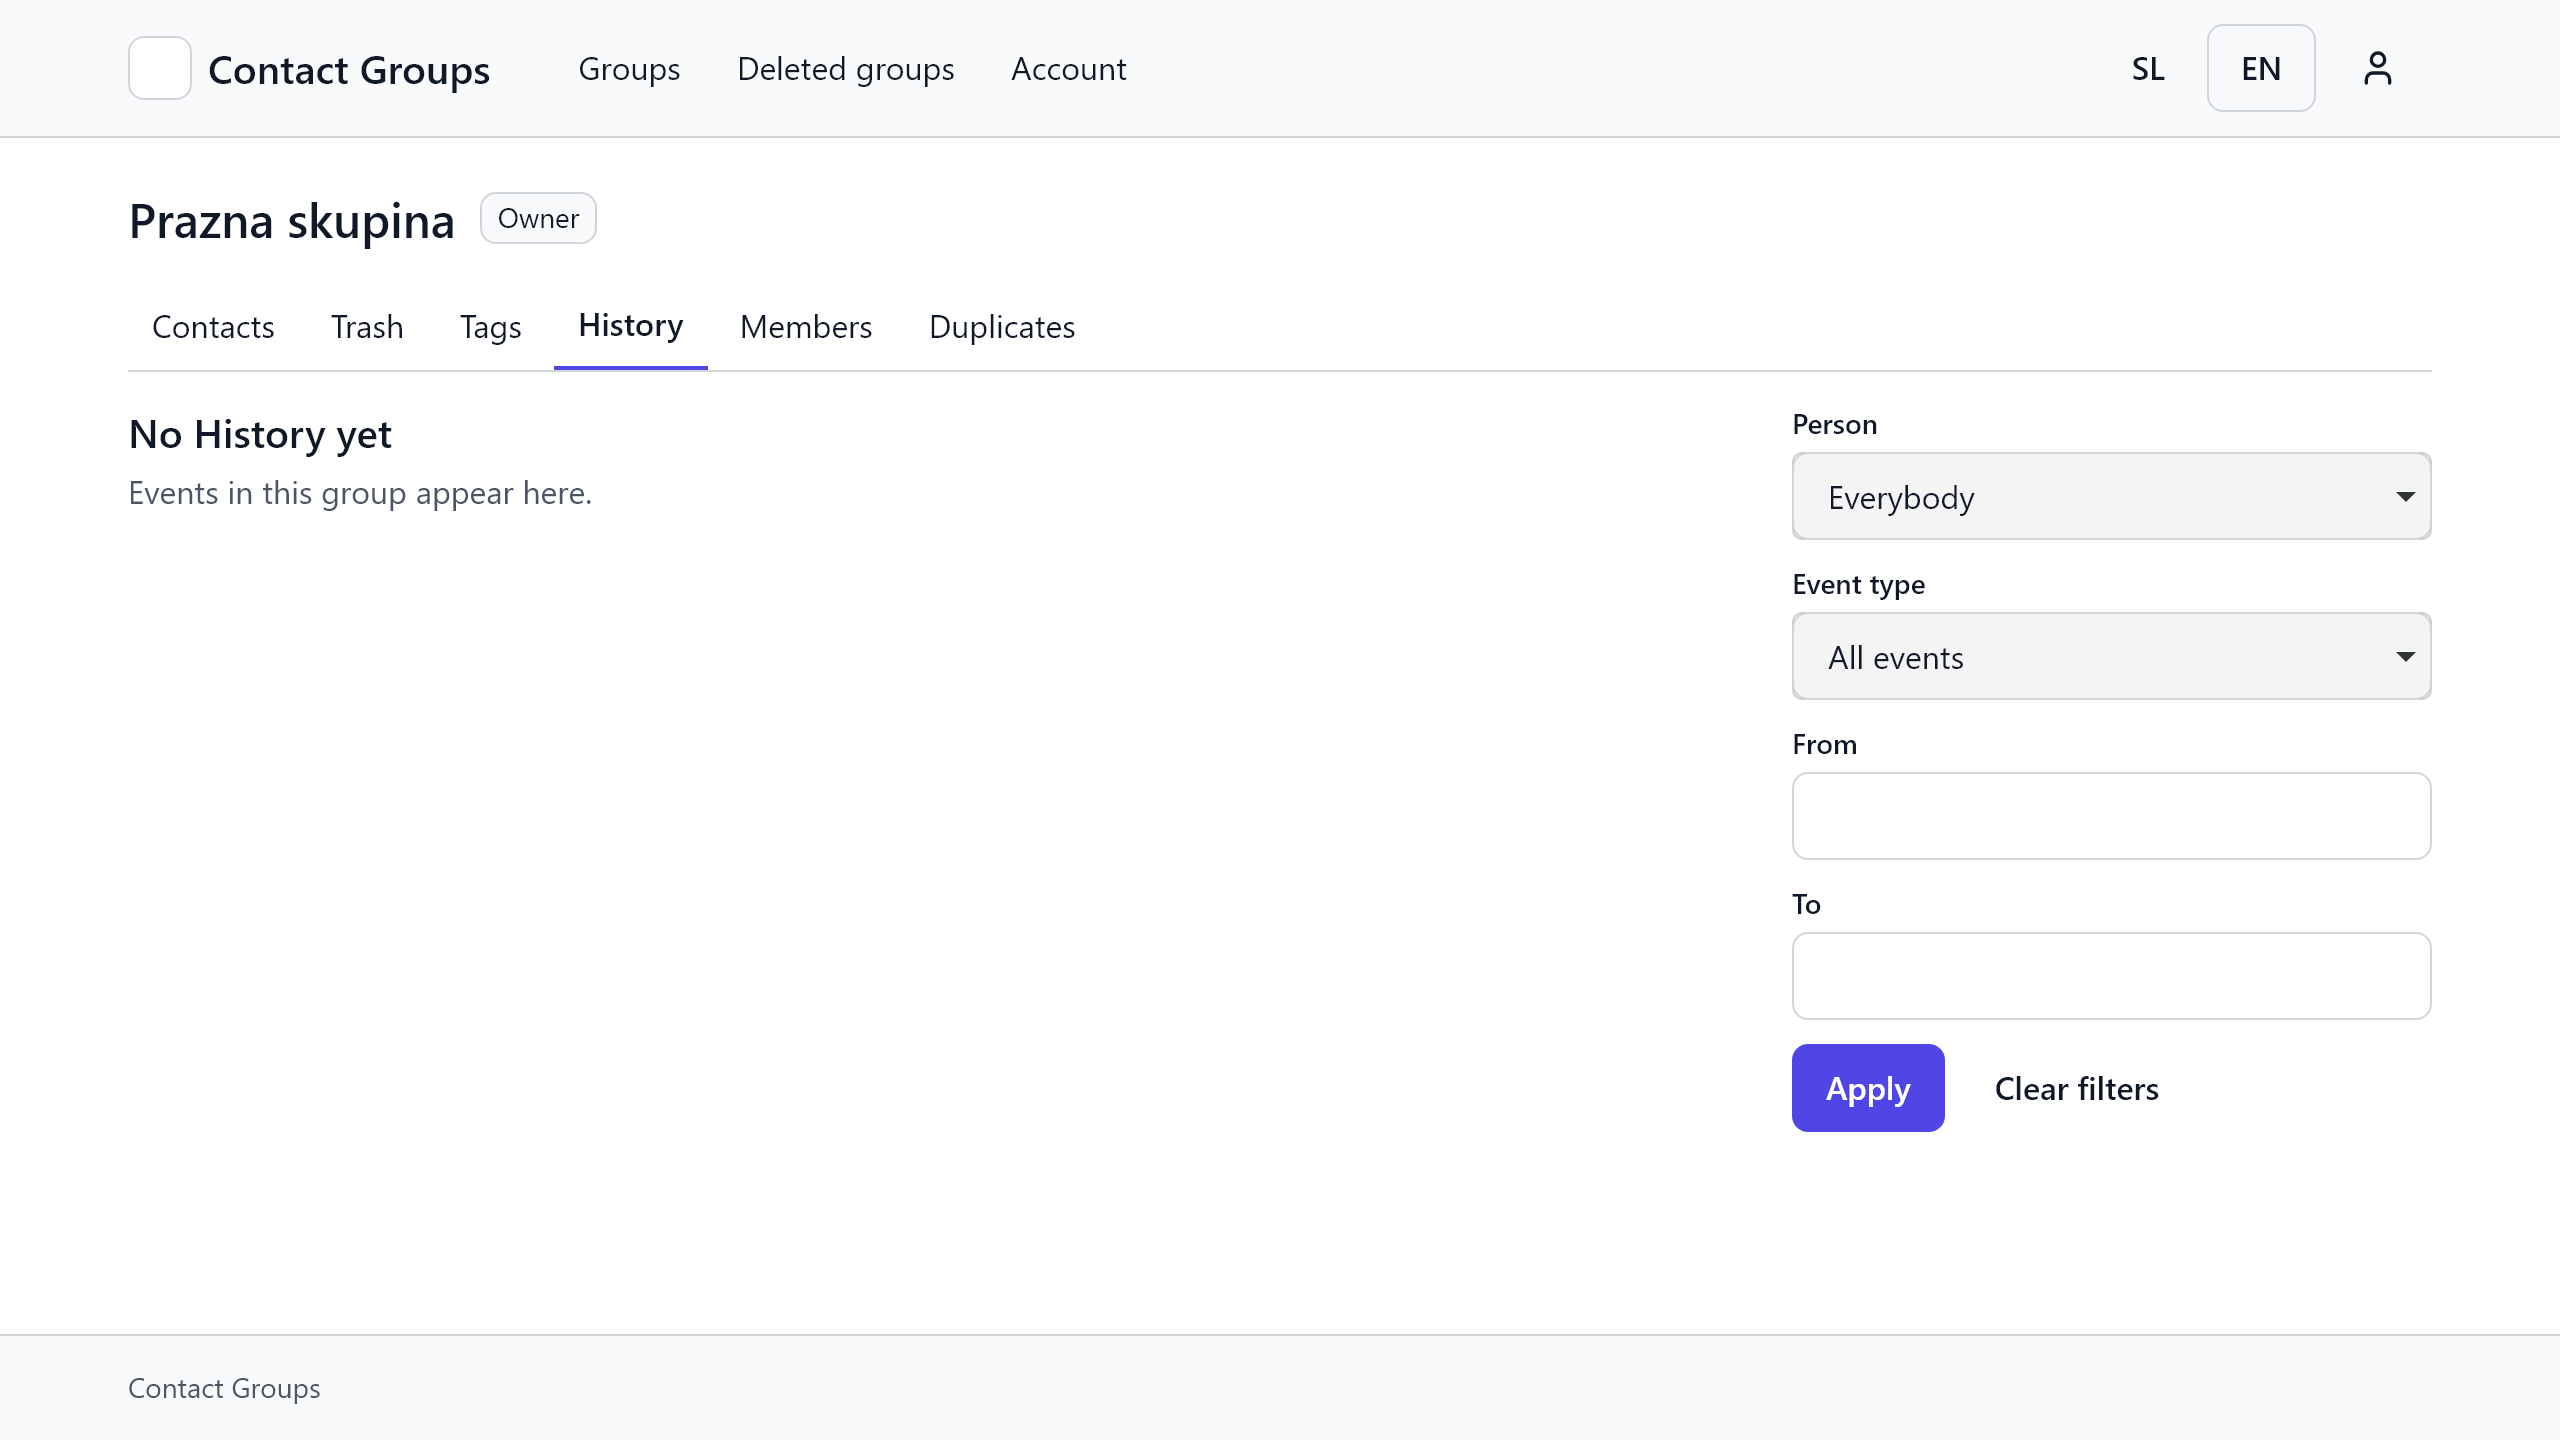 Contact Groups
Groups
Deleted groups
Account
SL
EN
Prazna skupina
Owner
Contacts
Trash
Tags
History
Members
Duplicates
No History yet
Events in this group appear here.
Person
Everybody
Event type
All events
From
To
Apply
Clear filters
Contact Groups